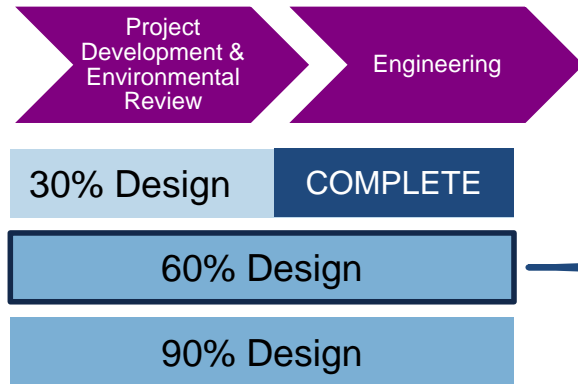 Project
Development &
Environmental
Review
Engineering
30% Design
COMPLETE
60% Design
90% Design